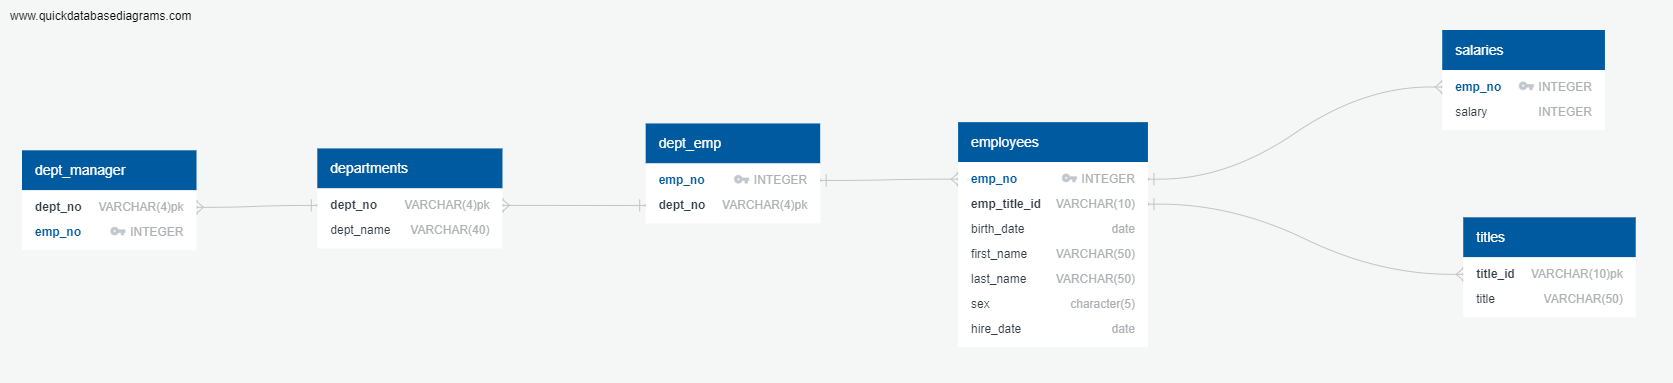 www.quickdatabasediagrams.com
dept_manager
dept_no VARCHAR(4)pk
emp_no INTEGER
departments
dept_no VARCHAR(4)pk
dept_name VARCHAR(40)
dept_emp
emp_no INTEGER
dept_no VARCHAR(4)pk
employees
emp_no INTEGER
emp_title_id VARCHAR(10)
birth_date date
first_name VARCHAR(50)
last_name VARCHAR(50)
sex character(5)
hire_date date
salaries
emp_no INTEGER
salary INTEGER
titles
title_id VARCHAR(10)pk
title VARCHAR(50)